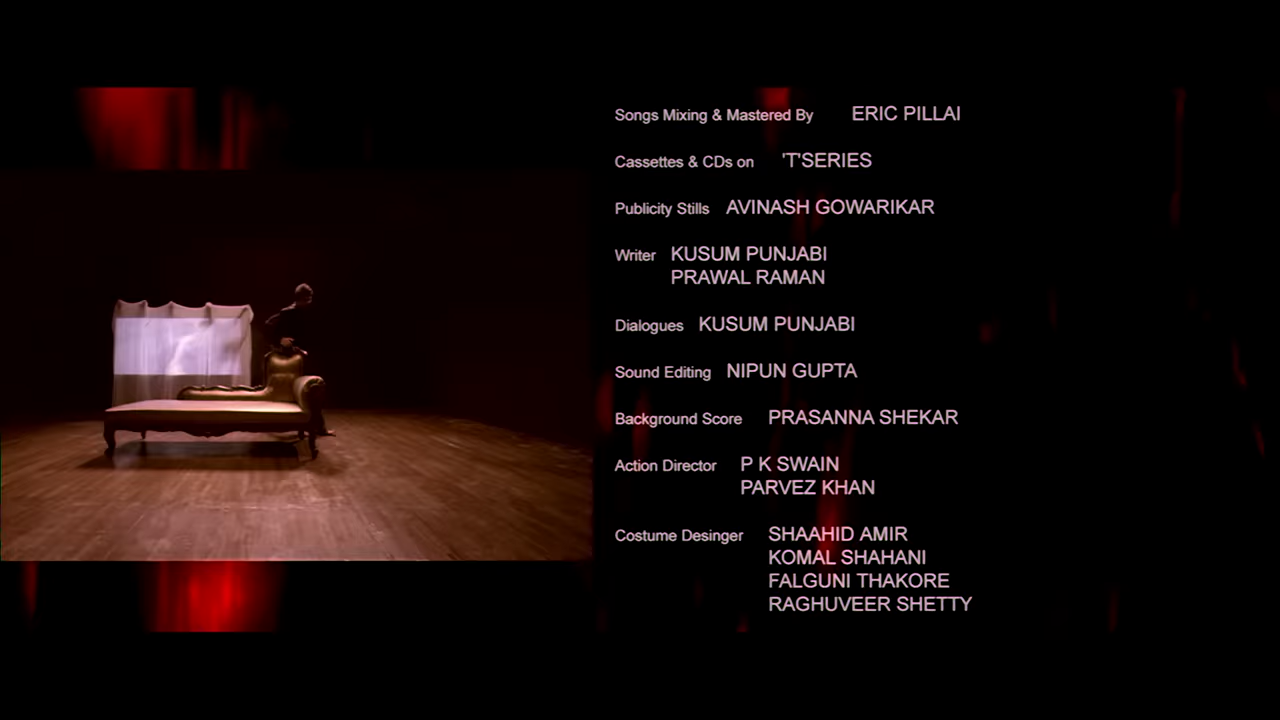 Songs Mixing & Mastered By ERIC PILLAI
Cassettes & CDs on 'T'SERIES
Publicity Stills AVINASH GOWARIKAR
Writer KUSUM PUNJABI
PRAWAL RAMAN
Dialogues KUSUM PUNJABI
Sound Editing NIPUN GUPTA
Background Score PRASANNA SHEKAR
Action Director P K SWAIN
PARVEZ KHAN
Costume Desinger SHAAHID AMIR
KOMAL SHAHANI
FALGUNI THAKORE
RAGHUVEER SHETTY